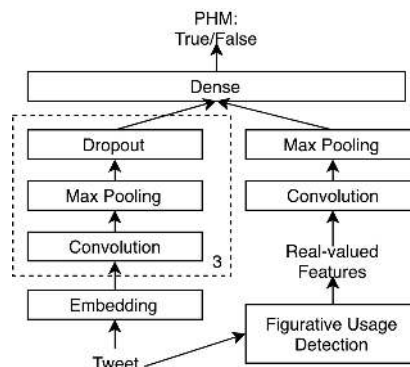 PHM:
True/False
Dense
Dropout
Max Pooling
Convolution
3
Embedding
Tweet
Max Pooling
Convolution
Real-valued
Features
Figurative Usage
Detection